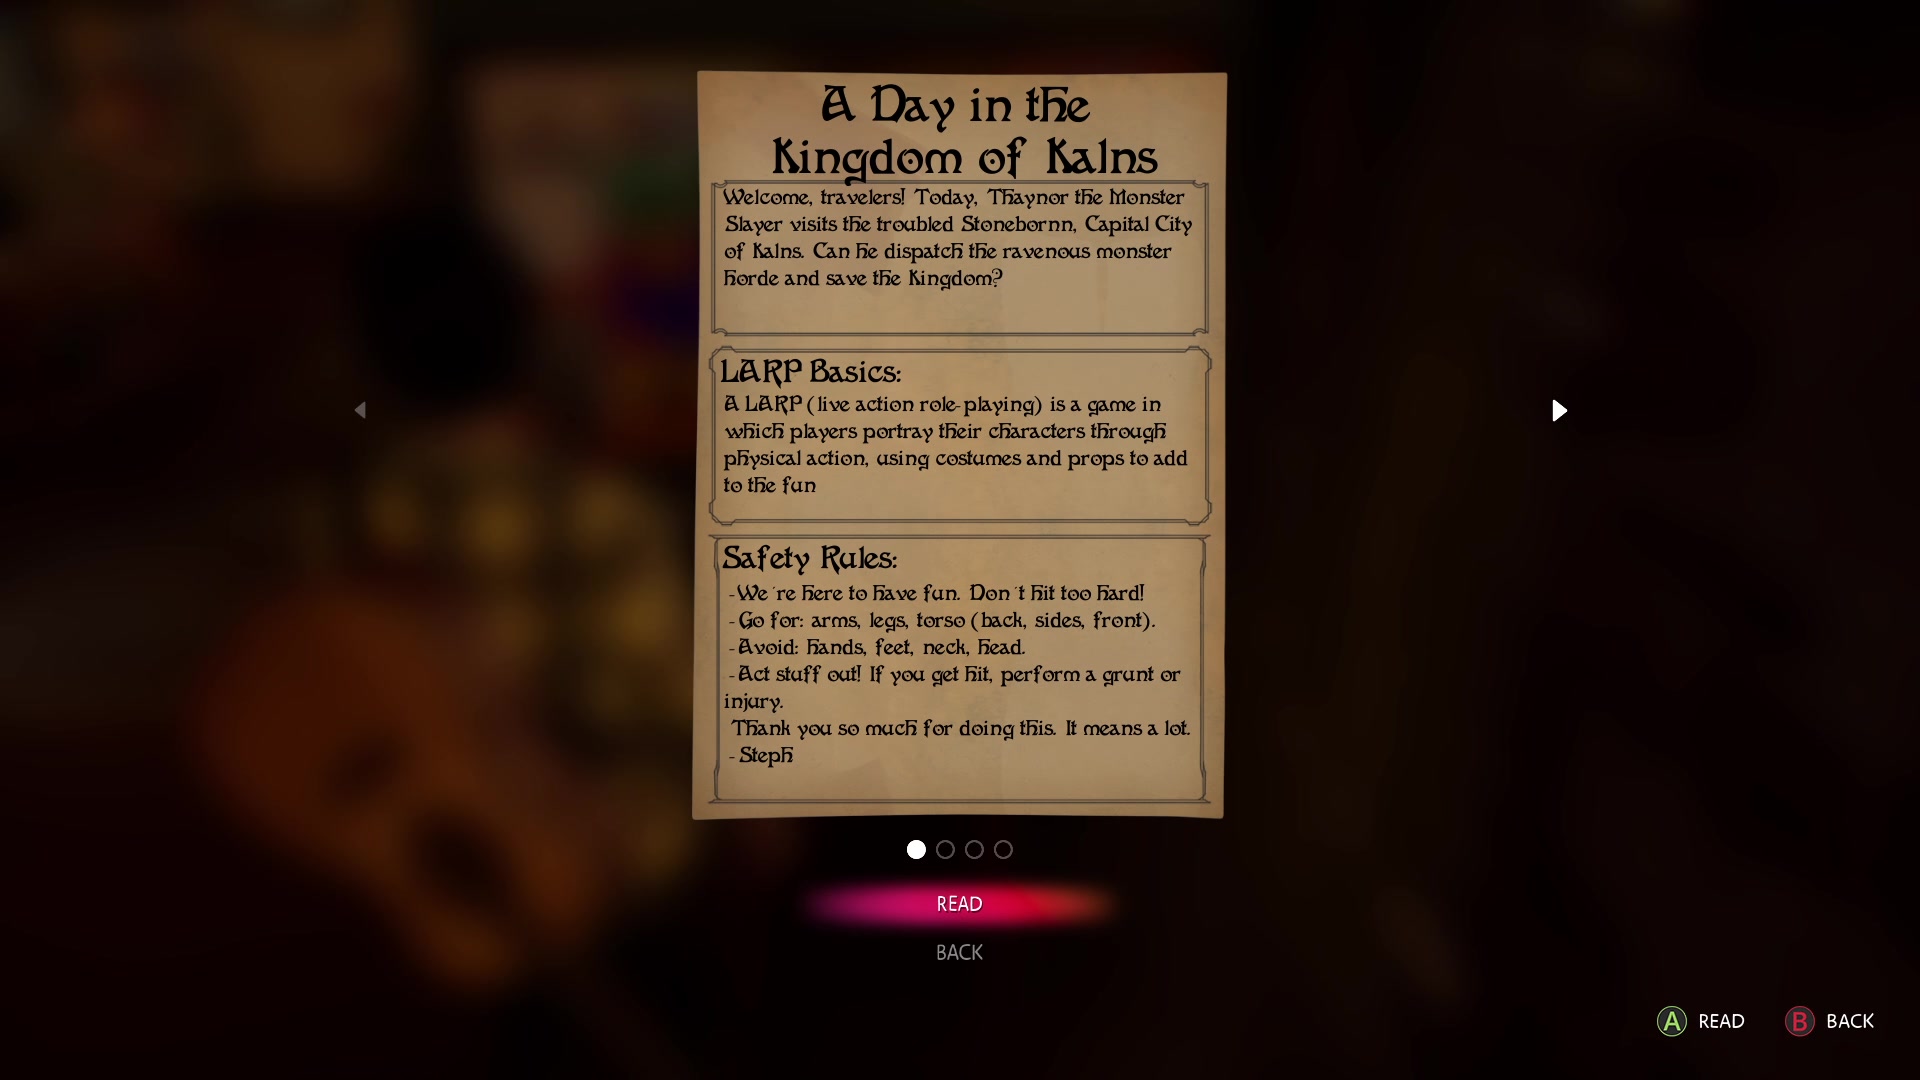 A Day in the
Kingdom of Kalns
Welcome, travelers! Today, Thaynor the Monster
Slayer visits the troubled Stonebornn, Capital City
of Kalns. Can he dispatch the ravenous monster
horde and save the Kingdom?
LARP Basics:
A LARP (live action role-playing) is a game in
which players portray their characters through
physical action, using costumes and props to add
to the fun
Safety Rules:
-We're here to have fun. Don't hit too hard!
-Go for: arms, legs, torso (back, sides, front).
-Avoid: hands, feet, neck, head.
-Act stuff out! If you get hit, perform a grunt or
injury.
Thank you so much for doing this. It means a lot.
-Steph
READ
BACK
A READ B BACK